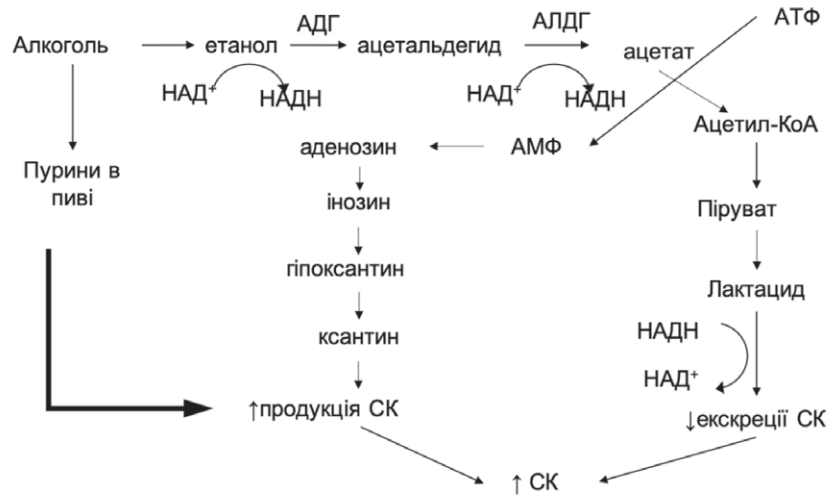 Алкоголь
етанол
АДГ
ацетальдегид
АЛДГ
ацетат
АТФ
НАД⁺
НАДН
НАД⁺
НАДН
Ацетил-КоА
аденозин
АМФ
Пурини в
пиві
інозин
Піруват
гіпоксантин
Лактацид
ксантин
НАДН
НАД⁺
↑продукція СК
↓екскреції СК
↑ СК